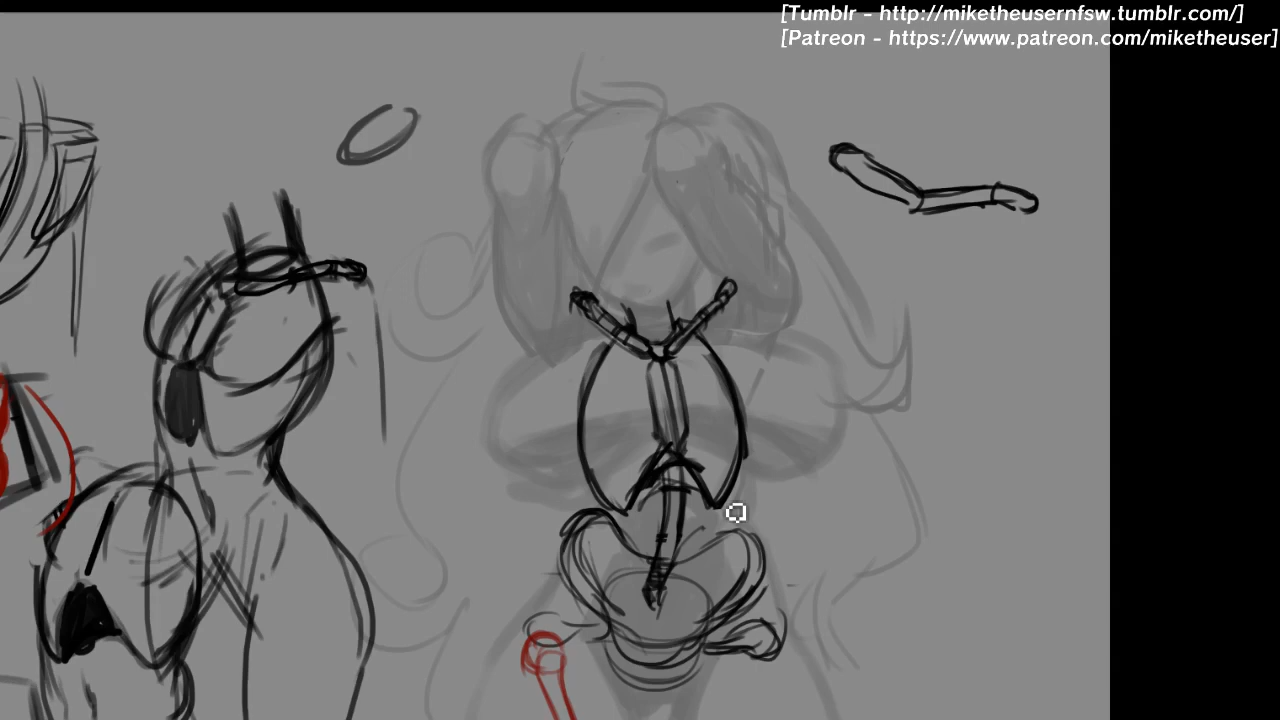 [Tumblr - http://miketheusernfsw.tumblr.com/]
[Patreon - https://www.patreon.com/miketheuser]